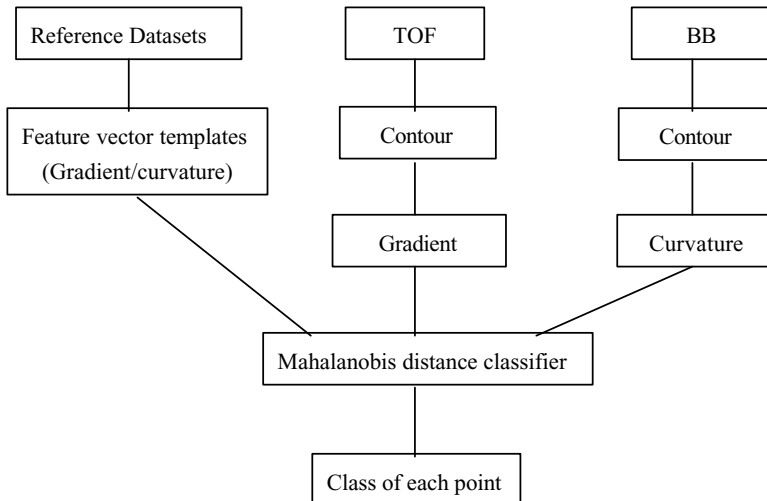 Reference Datasets
TOF
BB
Feature vector templates
(Gradient/curvature)
Contour
Contour
Gradient
Curvature
Mahalanobis distance classifier
Class of each point